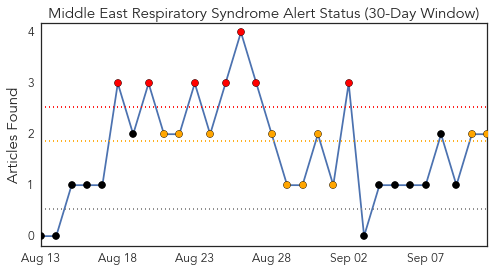 Middle East Respiratory Syndrome Alert Status (30-Day Window)
Articles Found
4
3
2
1
0
Aug 13 Aug 18 Aug 23 Aug 28 Sep 02 Sep 07